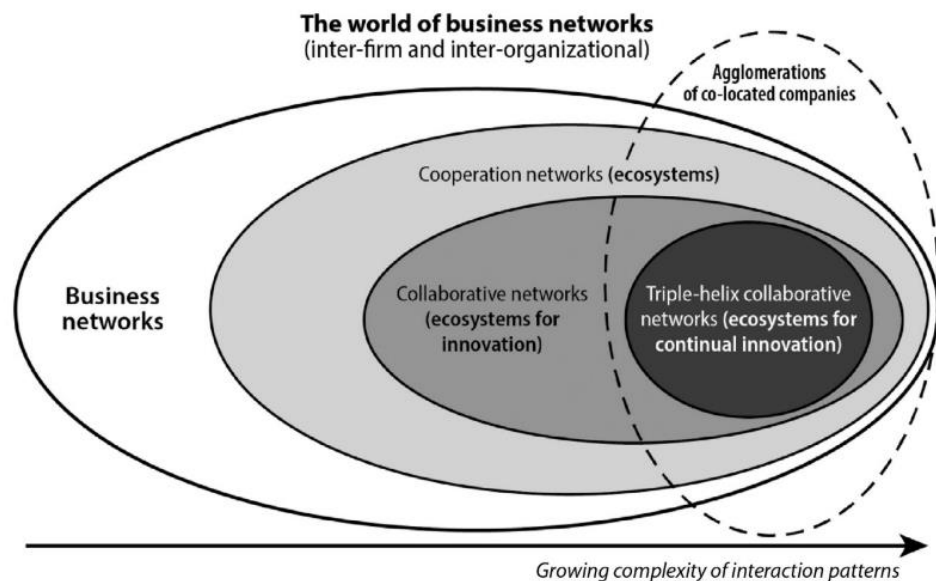 The world of business networks
(inter-firm and inter-organizational)
Agglomerations
of co-located companies
Cooperation networks (ecosystems)
Business
networks
Collaborative networks
(ecosystems for
innovation)
Triple-helix collaborative
networks (ecosystems for
continual innovation)
Growing complexity of interaction patterns